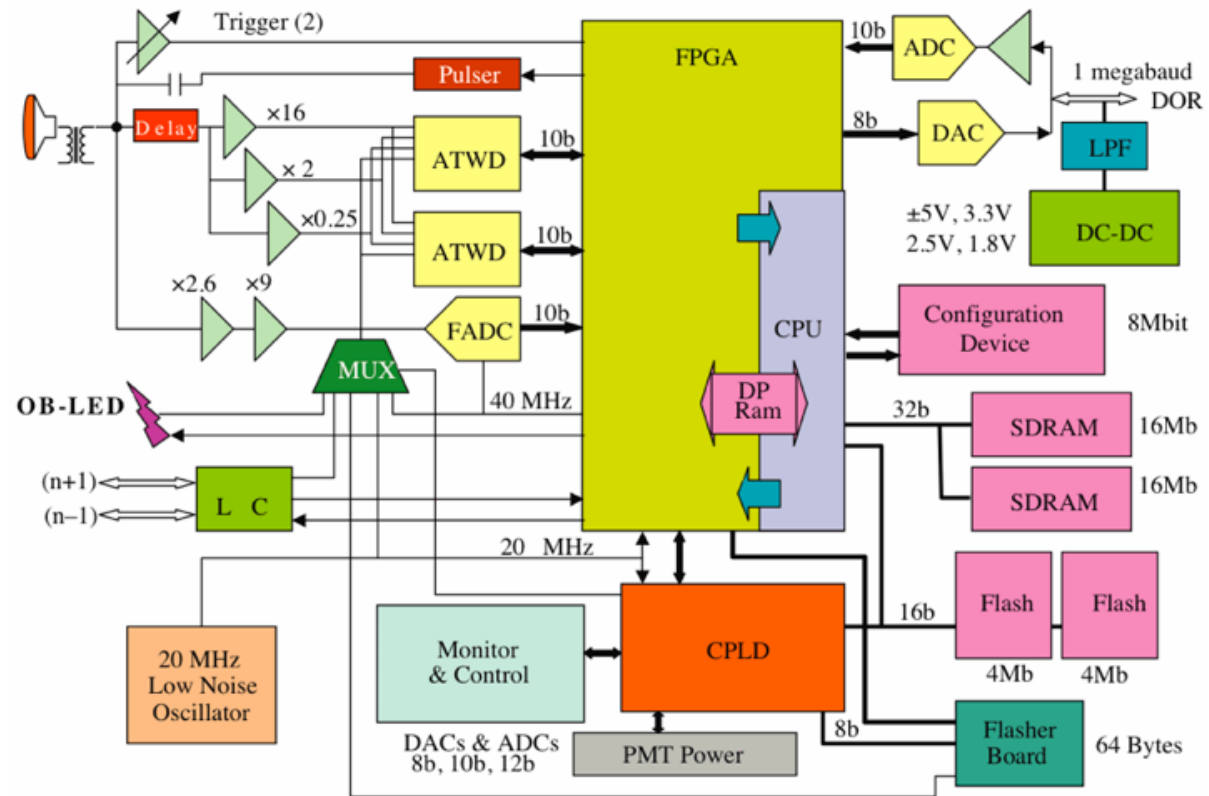 Trigger (2)
FPGA
10b
ADC
Pulser
1 megabaud
DOR
Delay
×16
8b
DAC
LPF
ATWD
10b
× 2
±5V, 3.3V
2.5V, 1.8V
DC-DC
×0.25
ATWD
10b
×2.6
×9
FADC
10b
CPU
Configuration
Device
8Mbit
MUX
OB-LED
40 MHz
DP
Ram
32b
SDRAM
16Mb
(n+1)
L C
(n–1)
SDRAM
16Mb
20 MHz
16b
Flash
Flash
20 MHz
Low Noise
Oscillator
Monitor
& Control
CPLD
4Mb
4Mb
DACs & ADCs
8b, 10b, 12b
PMT Power
8b
Flasher
Board
64 Bytes